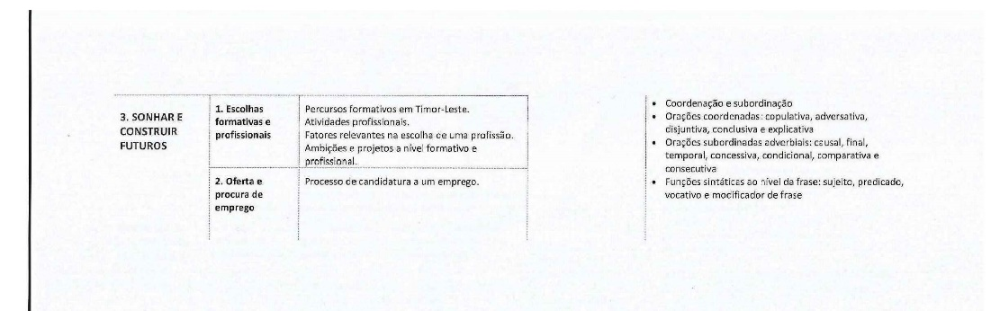 3. SONHAR E
CONSTRUIR
FUTUROS
1. Escolhas
formativas e
profissionais
Percursos formativos em Timor-Leste.
Atividades profissionais.
Fatores relevantes na escolha de uma profissão.
Ambições e projetos a nível formativo e
profissional.
2. Oferta e
procura de
emprego
Processo de candidatura a um emprego.
• Coordenação e subordinação
• Orações coordenadas: copulativa, adversativa,
disjuntiva, conclusiva e explicativa
• Orações subordinadas adverbiais: causal, final,
temporal, concessiva, condicional, comparativa e
consecutiva
• Funções sintáticas ao nível da frase: sujeito, predicado,
vocativo e modificador de frase